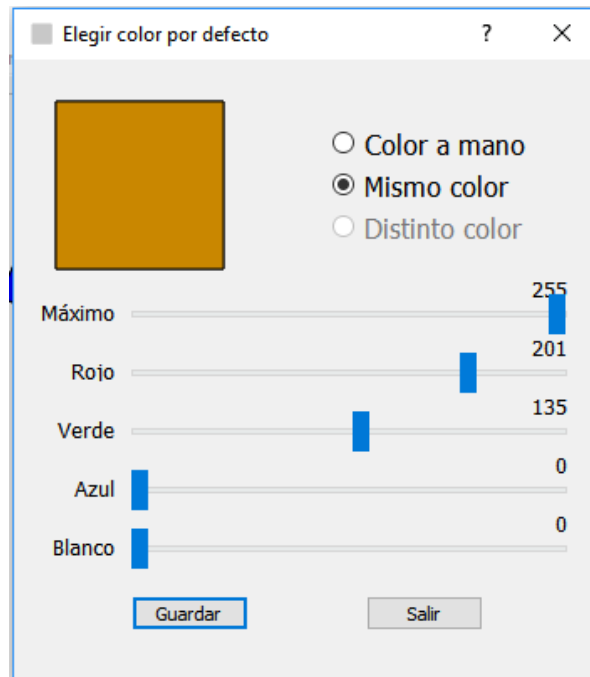 Elegir color por defecto ?
Color a mano
Mismo color
Distinto color
Máximo 255
Rojo 201
Verde 135
Azul 0
Blanco 0
Guardar Salir